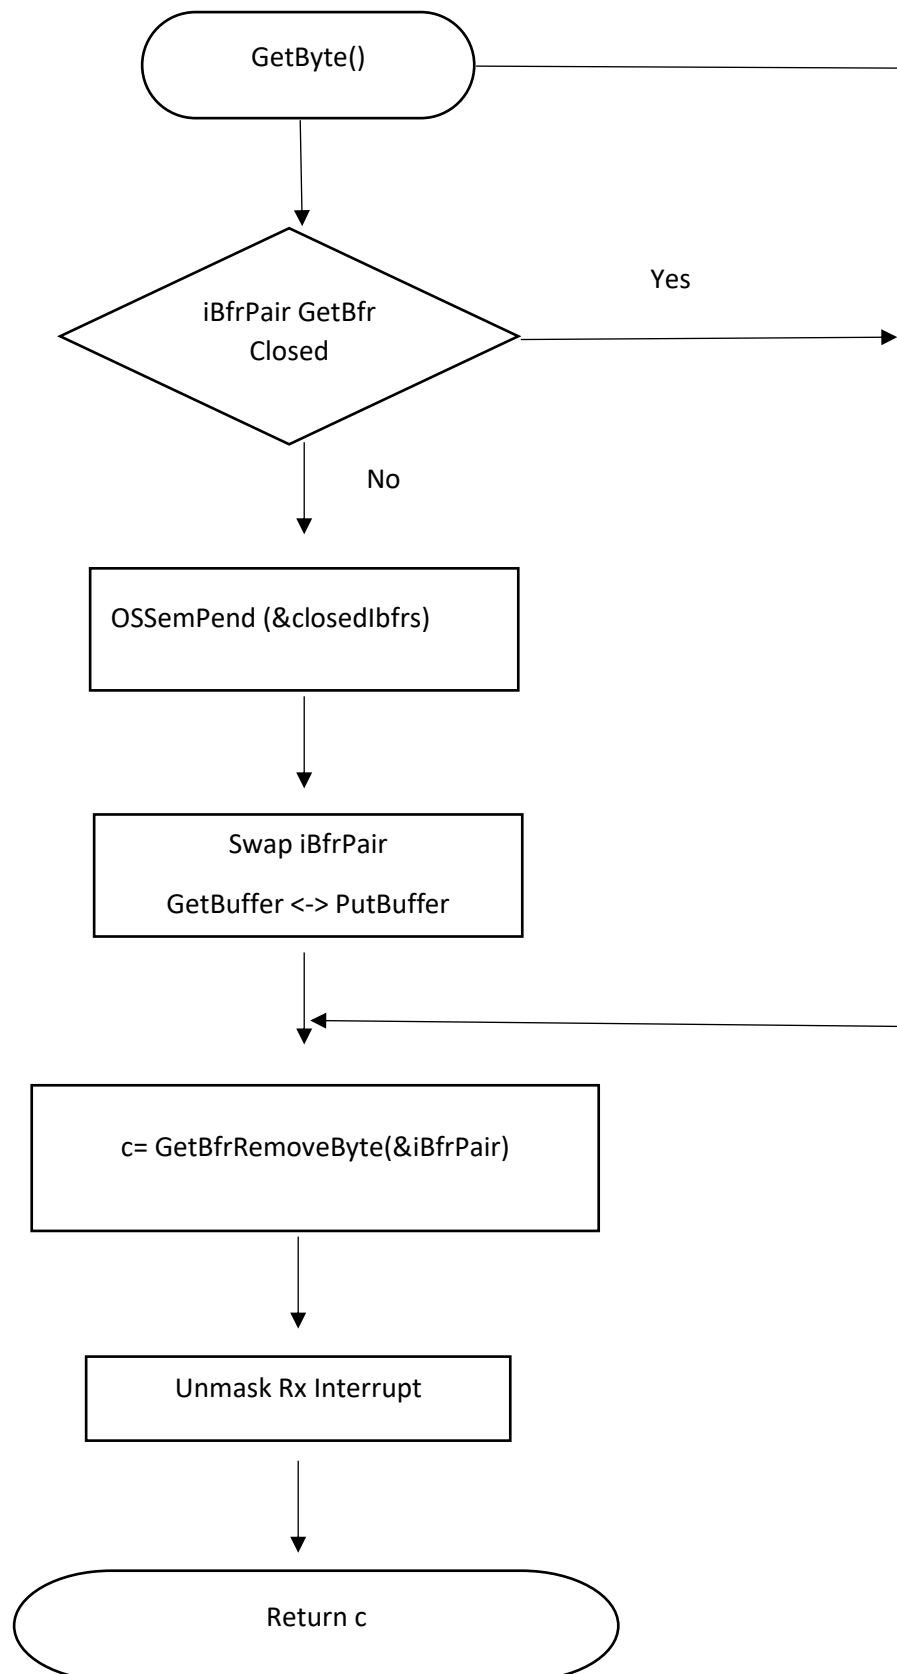 GetByte()
Yes
iBfrPair GetBfr
Closed
No
OSSemPend (&closedIbfrs)
Swap iBfrPair
GetBuffer <-> PutBuffer
c= GetBfrRemoveByte(&iBfrPair)
Unmask Rx Interrupt
Return c